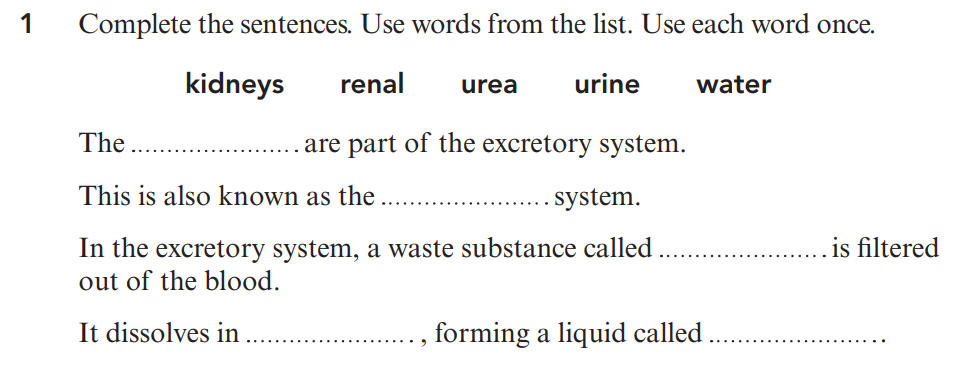 1 Complete the sentences. Use words from the list. Use each word once.
kidneys renal urea urine water
The ........................ are part of the excretory system.
This is also known as the ........................ system.
In the excretory system, a waste substance called ........................ is filtered
out of the blood.
It dissolves in ........................ , forming a liquid called ........................ .